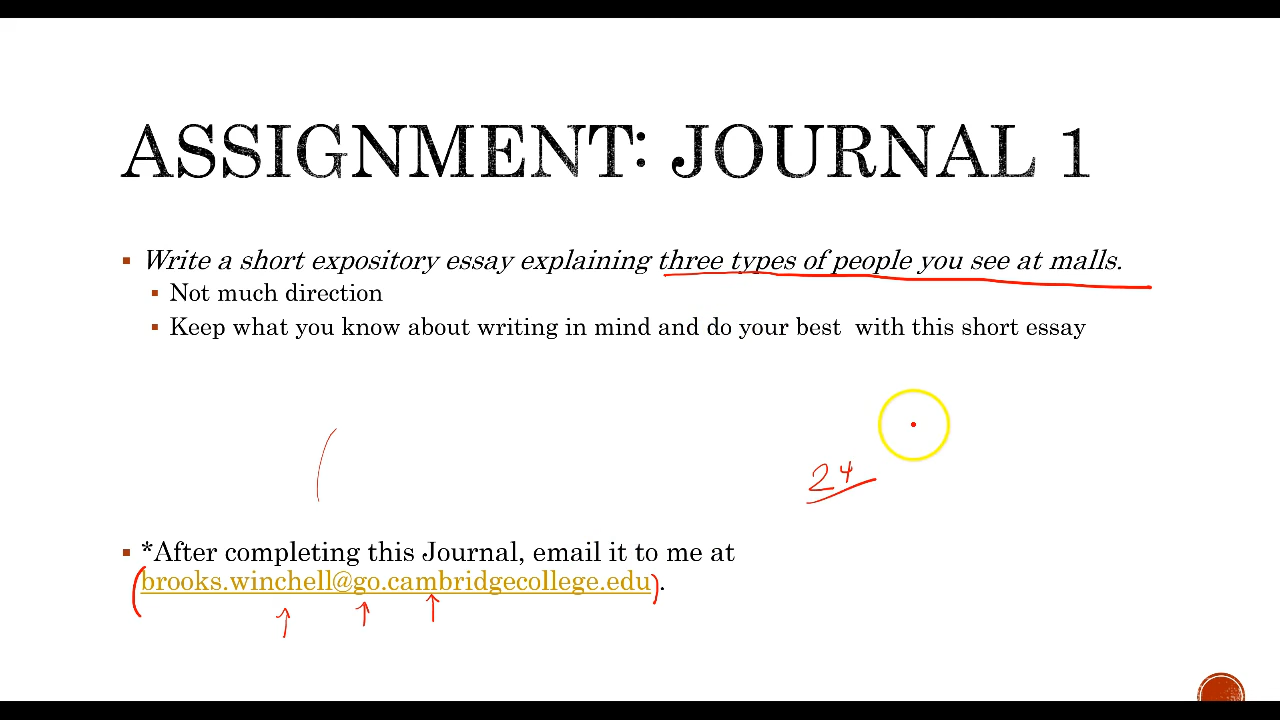 ASSIGNMENT: JOURNAL 1
Write a short expository essay explaining three types of people you see at malls.
Not much direction
Keep what you know about writing in mind and do your best with this short essay
24
*After completing this Journal, email it to me at
(brooks.winchell@go.cambridgecollege.edu).